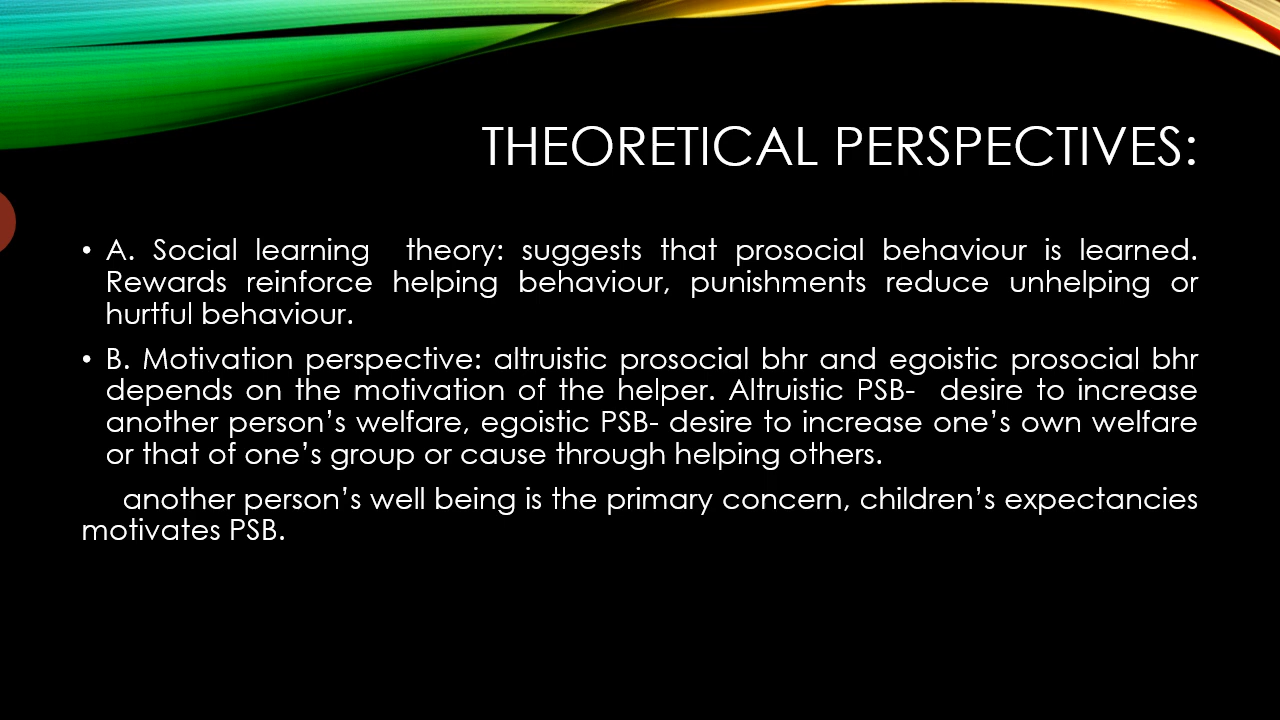 THEORETICAL PERSPECTIVES:
• A. Social learning  theory: suggests that prosocial behaviour is learned.
Rewards reinforce helping behaviour, punishments reduce unhelping or
hurtful behaviour.
• B. Motivation perspective: altruistic prosocial bhr and egoistic prosocial bhr
depends on the motivation of the helper. Altruistic PSB-  desire to increase
another person’s welfare, egoistic PSB- desire to increase one’s own welfare
or that of one’s group or cause through helping others.
another person’s well being is the primary concern, children’s expectancies
motivates PSB.